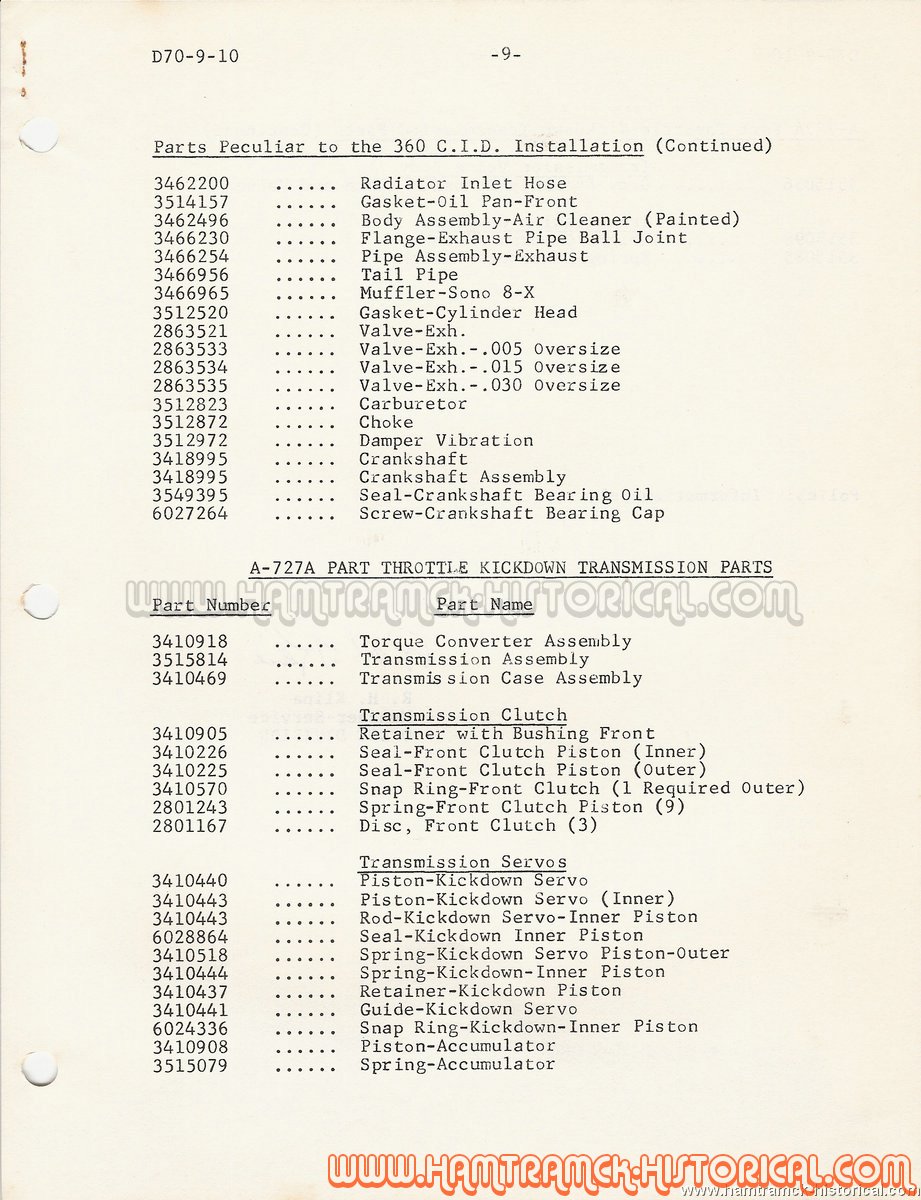 D70-9-10 -9-
Parts Peculiar to the 360 C.I.D. Installation (Continued)
3462200 ...... Radiator Inlet Hose
3514157 ...... Gasket-Oil Pan-Front
3462496 ...... Body Assembly-Air Cleaner (Painted)
3466230 ...... Flange-Exhaust Pipe Ball Joint
3466254 ...... Pipe Assembly-Exhaust
3466956 ...... Tail Pipe
3466965 ...... Muffler-Sono 8-X
3512520 ...... Gasket-Cylinder Head
2863521 ...... Valve-Exh.
2863533 ...... Valve-Exh.-.005 Oversize
2863534 ...... Valve-Exh.-.015 Oversize
2863535 ...... Valve-Exh.-.030 Oversize
3512823 ...... Carburetor
3512872 ...... Choke
3512972 ...... Damper Vibration
3418995 ...... Crankshaft
3418995 ...... Crankshaft Assembly
3549395 ...... Seal-Crankshaft Bearing Oil
6027264 ...... Screw-Crankshaft Bearing Cap
A-727A PART THROTTLE KICKDOWN TRANSMISSION PARTS
www.HAMTRAMCK-HISTORICAL.COM
Part Number Part Name
3410918 ...... Torque Converter Assembly
3515814 ...... Transmission Assembly
3410469 ...... Transmission Case Assembly
Transmission Clutch
3410905 ...... Retainer with Bushing Front
3410226 ...... Seal-Front Clutch Piston (Inner)
3410225 ...... Seal-Front Clutch Piston (Outer)
3410570 ...... Snap Ring-Front Clutch (1 Required Outer)
2801243 ...... Spring-Front Clutch Piston (9)
2801167 ...... Disc, Front Clutch (3)
Transmission Servos
3410440 ...... Piston-Kickdown Servo
3410443 ...... Piston-Kickdown Servo (Inner)
3410443 ...... Rod-Kickdown Servo-Inner Piston
6028864 ...... Seal-Kickdown Inner Piston
3410518 ...... Spring-Kickdown Servo Piston-Outer
3410444 ...... Spring-Kickdown-Inner Piston
3410437 ...... Retainer-Kickdown Piston
3410441 ...... Guide-Kickdown Servo
6024336 ...... Snap Ring-Kickdown-Inner Piston
3410908 ...... Piston-Accumulator
3515079 ...... Spring-Accumulator
www.HAMTRAMCK-HISTORICAL.COM
www.hamtramck-historical.com